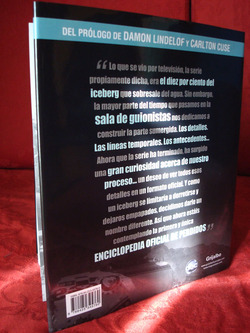 DEL PRÓLOGO DE DAMON LINDELOF Y CARLTON CUSE
“ Lo que se vio por televisión, la serie
propiamente dicha, era el diez por ciento del
iceberg que sobresale del agua. Sin embargo,
la mayor parte del tiempo que pasamos en la
sala de guionistas nos dedicamos a
construir la parte sumergida. Los detalles.
Las líneas temporales. Los antecedentes...
Ahora que la serie ha terminado, ha surgido
una gran curiosidad acerca de nuestro
proceso... un deseo de ver todos esos
detalles en un formato oficial. Y como
un iceberg se limitaría a derretirse y
dejaros empapados, decidimos darle un
nombre diferente. Así que ahora estáis
contemplando la primera y única
ENCICLOPEDIA OFICIAL DE PERDIDOS ”
abc
Grijalbo